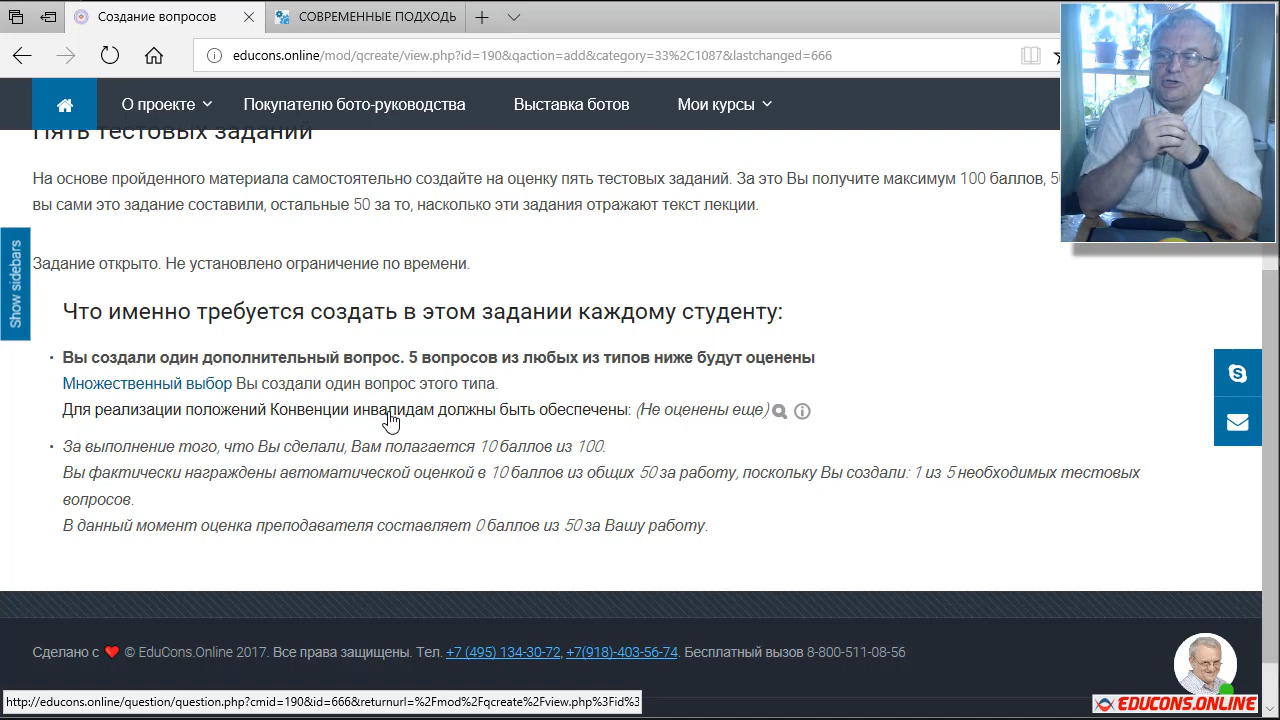 Создание вопросов
СОВРЕМЕННЫЕ ПОДХОДЬ
educons.online/mod/qcreate/view.php?id=190&qaction=add&category=33%2C1087&lastchanged=666
О проекте
Покупателю бото-руководства
Выставка ботов
Мои курсы
Пять тестовых заданий
На основе пройденного материала самостоятельно создайте на оценку пять тестовых заданий. За это Вы получите максимум 100 баллов,
вы сами это задание составили, остальные 50 за то, насколько эти задания отражают текст лекции.
Show sidebars
Задание открыто. Не установлено ограничение по времени.
Что именно требуется создать в этом задании каждому студенту:
Вы создали один дополнительный вопрос. 5 вопросов из любых из типов ниже будут оценены
Множественный выбор Вы создали один вопрос этого типа.
Для реализации положений Конвенции инвалидам должны быть обеспечены: (Не оценены еще)
За выполнение того, что Вы сделали, Вам полагается 10 баллов из 100.
Вы фактически награждены автоматической оценкой в 10 баллов из общих 50 за работу, поскольку Вы создали: 1 из 5 необходимых тестовых
вопросов.
В данный момент оценка преподавателя составляет 0 баллов из 50 за Вашу работу.
Сделано с ❤ © EduCons.Online 2017. Все права защищены. Тел. +7 (495) 134-30-72, +7(918)-403-56-74. Бесплатный вызов 8-800-511-08-56
http://educons.online/question/question.php?cmid=190&id=666&returnurl=%2Fmod%2Fqcreate%2Fview.php%3Fid%3
EDUCONS.ONLINE